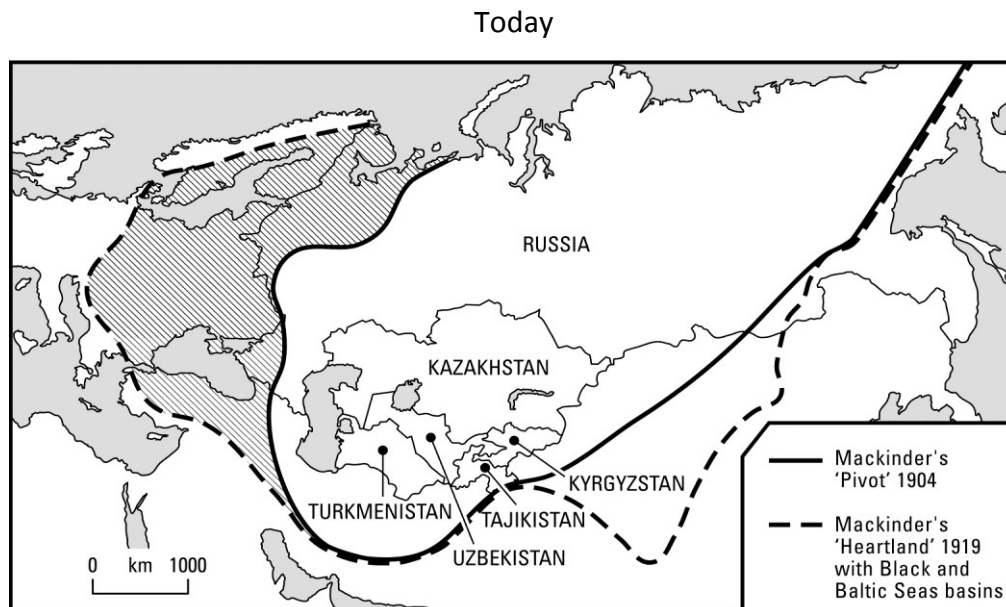 Today
RUSSIA
KAZAKHSTAN
KYRGYZSTAN
TURKMENISTAN
TAJIKISTAN
UZBEKISTAN
0 km 1000
Mackinder's
'Pivot' 1904
Mackinder's
'Heartland' 1919
with Black and
Baltic Seas basins